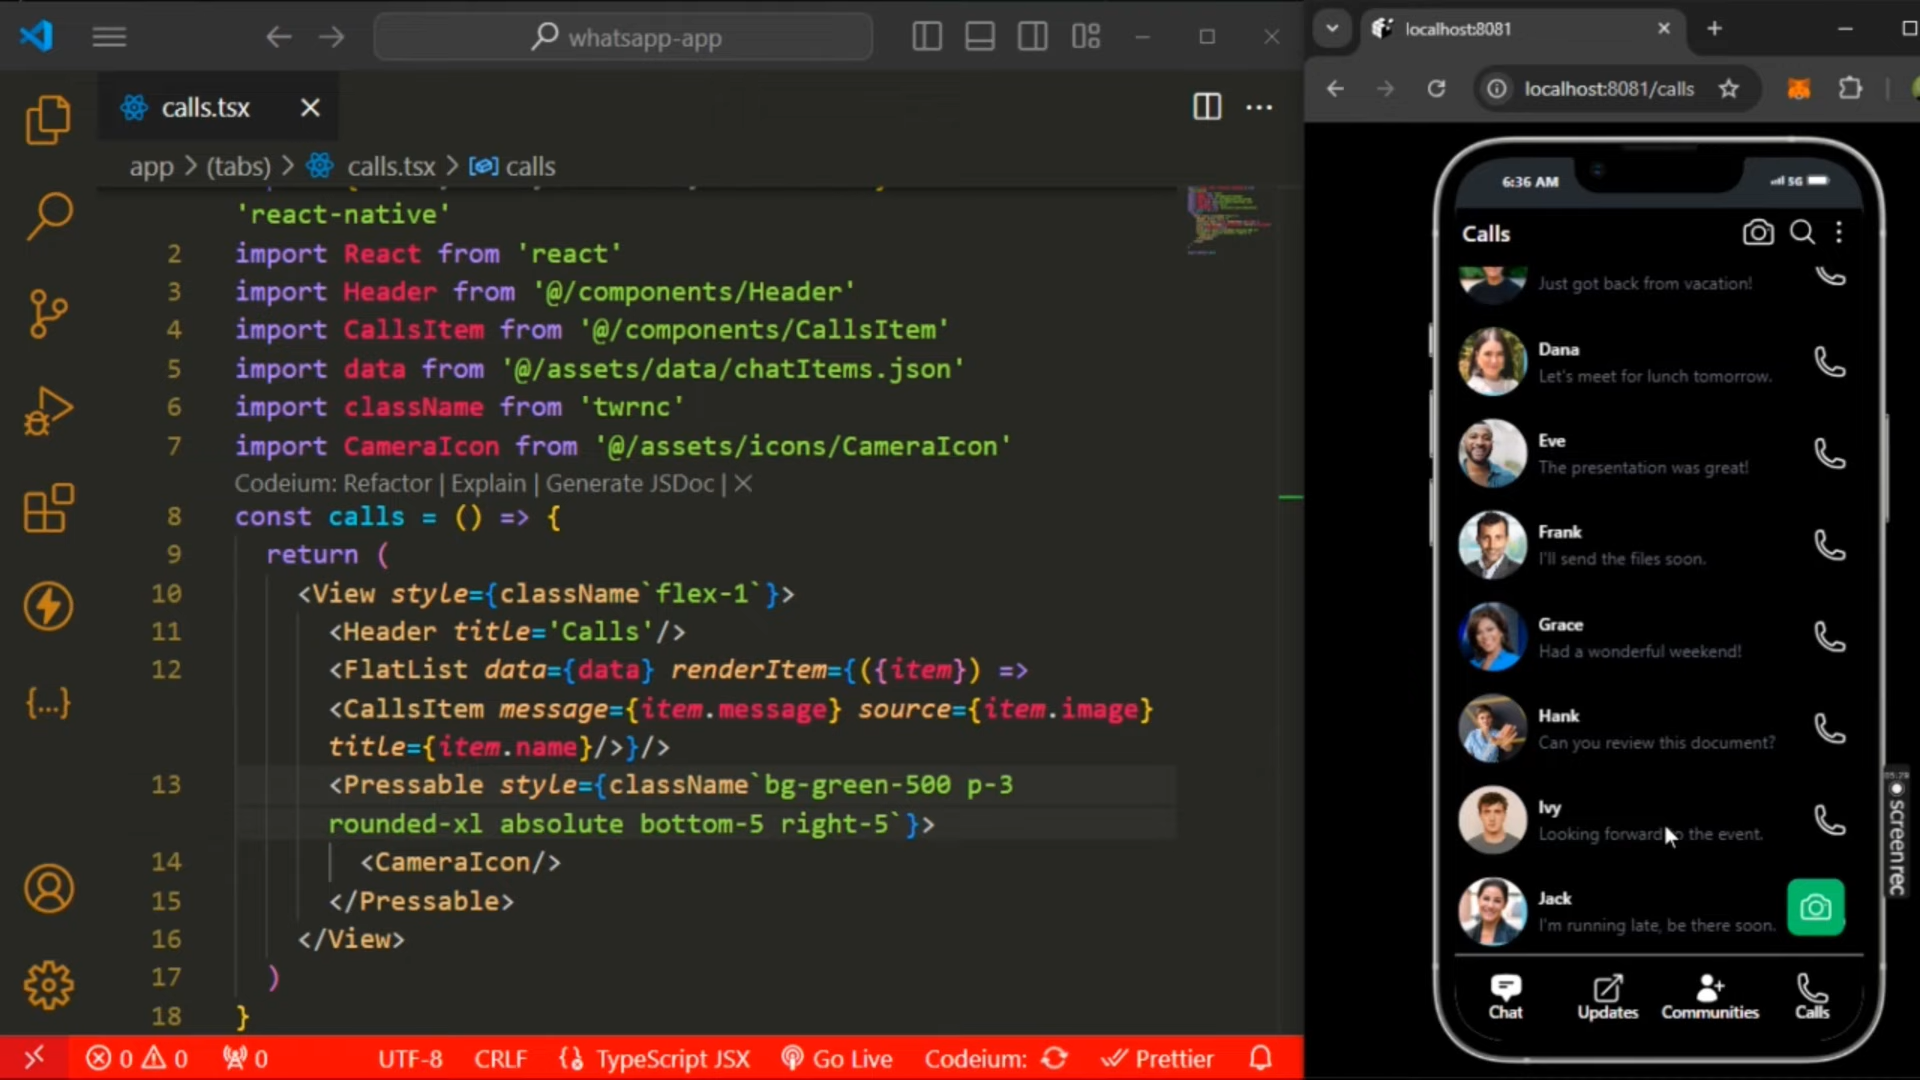 whatsapp-app
calls.tsx
app > (tabs) > calls.tsx > calls
'react-native'
2 import React from 'react'
3 import Header from '@/components/Header'
4 import CallsItem from '@/components/CallsItem'
5 import data from '@/assets/data/chatItems.json'
6 import className from 'twrnc'
7 import CameraIcon from '@/assets/icons/CameraIcon'
Codeium: Refactor | Explain | Generate JSDoc | ×
8 const calls = () => {
9 return (
10 <View style={className`flex-1`}>
11 <Header title='Calls'/>
12 <FlatList data={data} renderItem={({item}) =>
<CallsItem message={item.message} source={item.image}
title={item.name}/>}/>
13 <Pressable style={className`bg-green-500 p-3
rounded-xl absolute bottom-5 right-5`}>
14 <CameraIcon/>
15 </Pressable>
16 </View>
17 )
18 }
0 0 0 UTF-8 CRLF {} TypeScript JSX Go Live Codeium: Prettier
localhost:8081
localhost:8081/calls
6:36 AM
5G
Calls
Just got back from vacation!
Dana
Let's meet for lunch tomorrow.
Eve
The presentation was great!
Frank
I'll send the files soon.
Grace
Had a wonderful weekend!
Hank
Can you review this document?
Ivy
Looking forward to the event.
Jack
I'm running late, be there soon.
Chat
Updates
Communities
Calls
05:29
screenrec